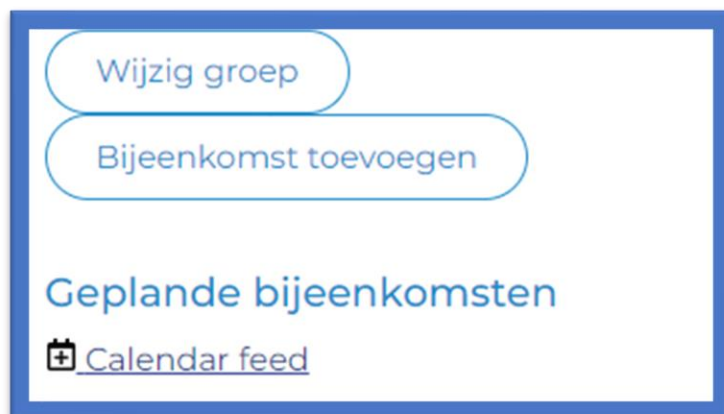 Wijzig groep
Bijeenkomst toevoegen
Geplande bijeenkomsten
Calendar feed